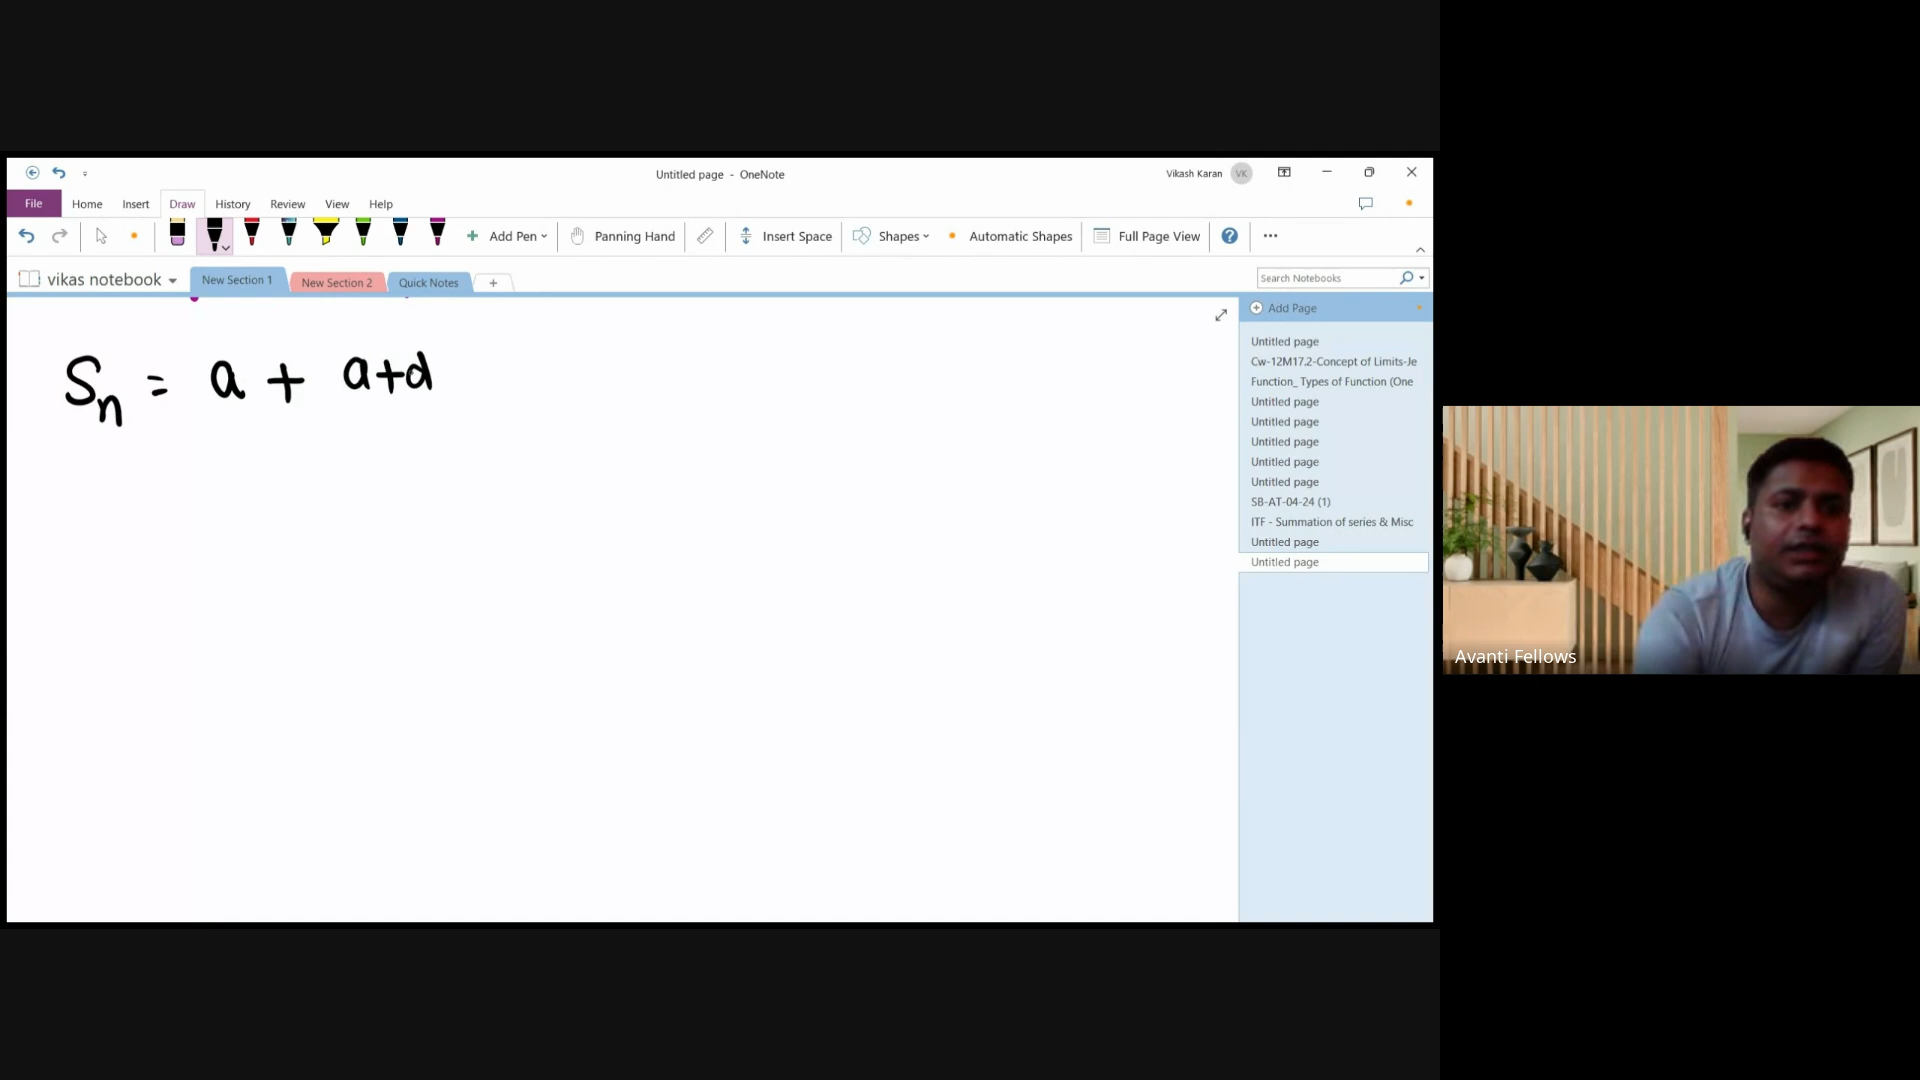 Untitled page - OneNote
Vikash Karan VK
File Home Insert Draw History Review View Help
Add Pen Panning Hand Insert Space Shapes Automatic Shapes ? Full Page View
vikas notebook New Section 1 New Section 2 Quick Notes + Search Notebooks
Add Page
Sn = a + a+d
Untitled page
Cw-12M17.2-Concept of Limits-Je
Function_ Types of Function (One
Untitled page
Untitled page
Untitled page
Untitled page
Untitled page
SB-AT-04-24 (1)
ITF - Summation of series & Misc
Untitled page
Untitled page
Avanti Fellows